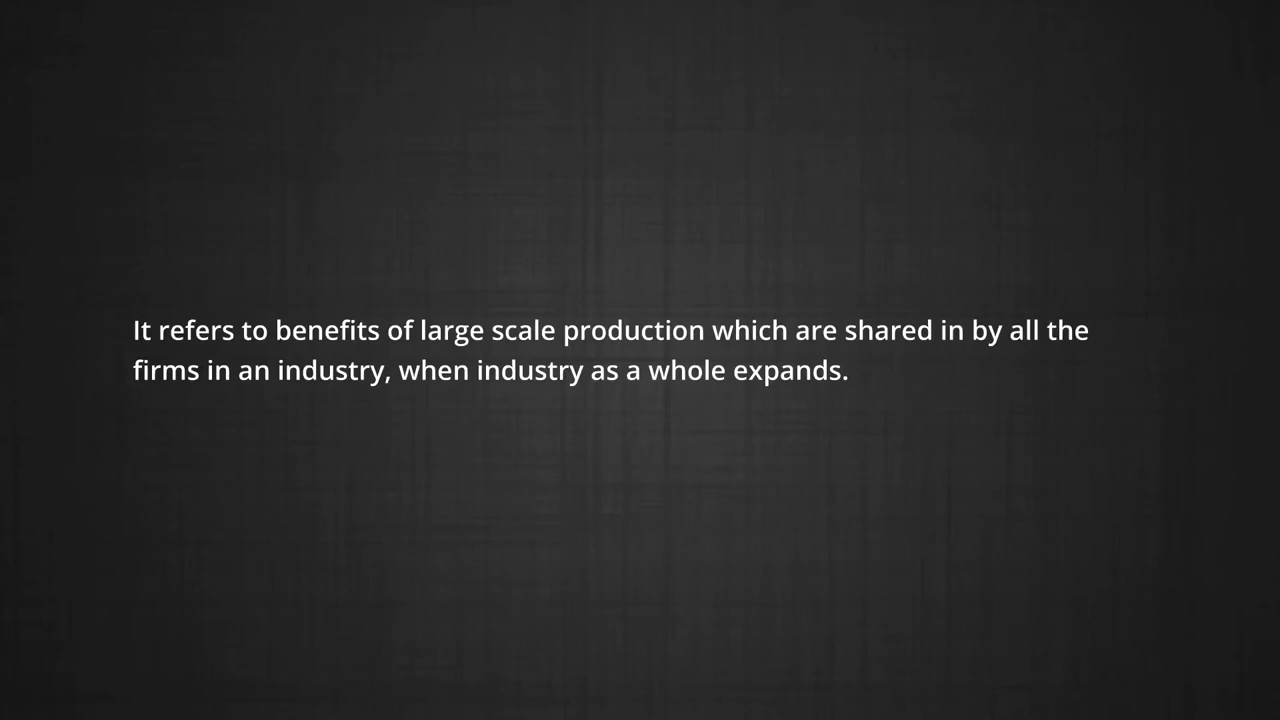 It refers to benefits of large scale production which are shared in by all the
firms in an industry, when industry as a whole expands.